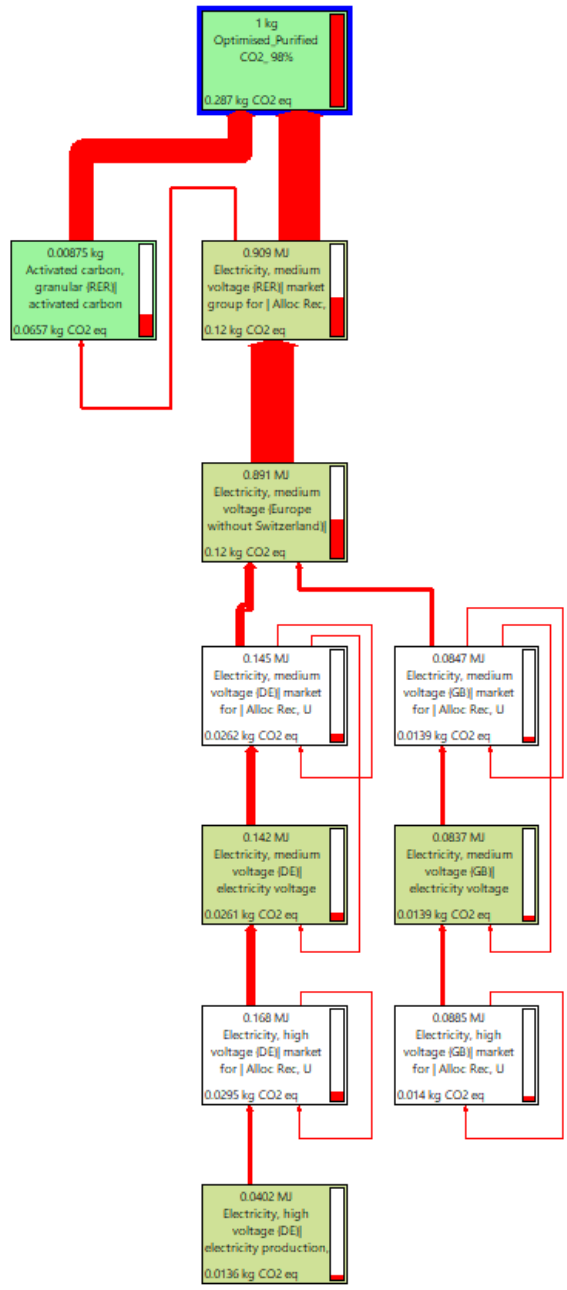 1 kg
Optimised_Purified
CO2_ 98%
0.287 kg CO2 eq
0.00875 kg
Activated carbon,
granular {RER}|
activated carbon
0.0657 kg CO2 eq
0.909 MJ
Electricity, medium
voltage {RER}| market
group for | Alloc Rec,
0.12 kg CO2 eq
0.891 MJ
Electricity, medium
voltage {Europe
without Switzerland}|
0.12 kg CO2 eq
0.145 MJ
Electricity, medium
voltage {DE}| market
for | Alloc Rec, U
0.0262 kg CO2 eq
0.0847 MJ
Electricity, medium
voltage {GB}| market
for | Alloc Rec, U
0.0139 kg CO2 eq
0.142 MJ
Electricity, medium
voltage {DE}|
electricity voltage
0.0261 kg CO2 eq
0.0837 MJ
Electricity, medium
voltage {GB}|
electricity voltage
0.0139 kg CO2 eq
0.168 MJ
Electricity, high
voltage {DE}| market
for | Alloc Rec, U
0.0295 kg CO2 eq
0.0885 MJ
Electricity, high
voltage {GB}| market
for | Alloc Rec, U
0.014 kg CO2 eq
0.0402 MJ
Electricity, high
voltage {DE}|
electricity production,
0.0136 kg CO2 eq